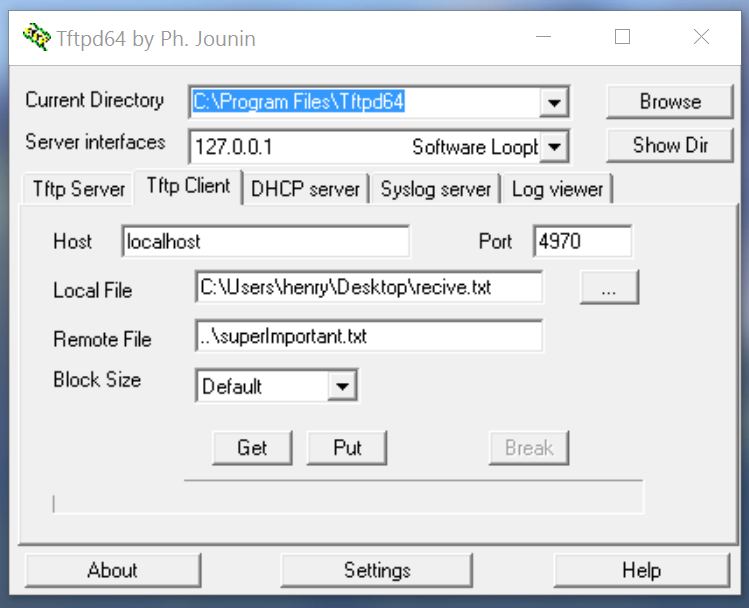 Tftpd64 by Ph. Jounin
Current Directory C:\Program Files\Tftpd64 Browse
Server interfaces 127.0.0.1 Software Loopb Show Dir
Tftp Server Tftp Client DHCP server Syslog server Log viewer
Host localhost Port 4970
Local File C:\Users\henry\Desktop\recive.txt ...
Remote File ..\superImportant.txt
Block Size Default
Get Put Break
About Settings Help